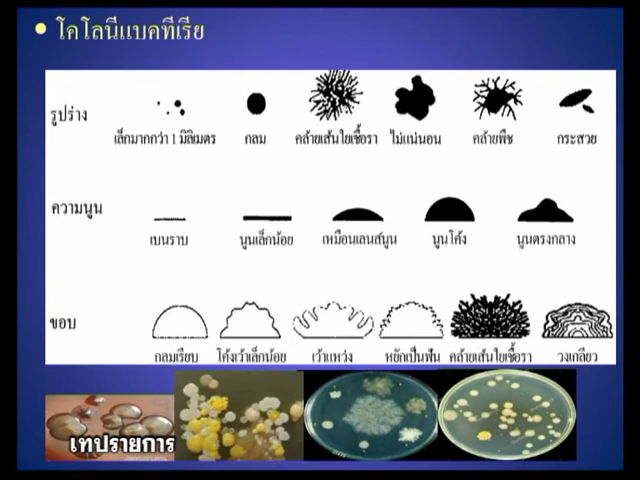 • โคโลนีแบคทีเรีย
รูปร่าง
เล็กมากกว่า 1 มิลิเมตร กลม คล้ายเส้นใยเชื้อรา ไม่แน่นอน คล้ายพืช กระสวย
ความนูน
เบนราบ นูนเล็กน้อย เหมือนเลนส์นูน นูนโค้ง นูนตรงกลาง
ขอบ
กลมเรียบ โค้งเว้าเล็กน้อย เว้าแหว่ง หยักเป็นฟัน คล้ายเส้นใยเชื้อรา วงเกลียว
เทปรายการ